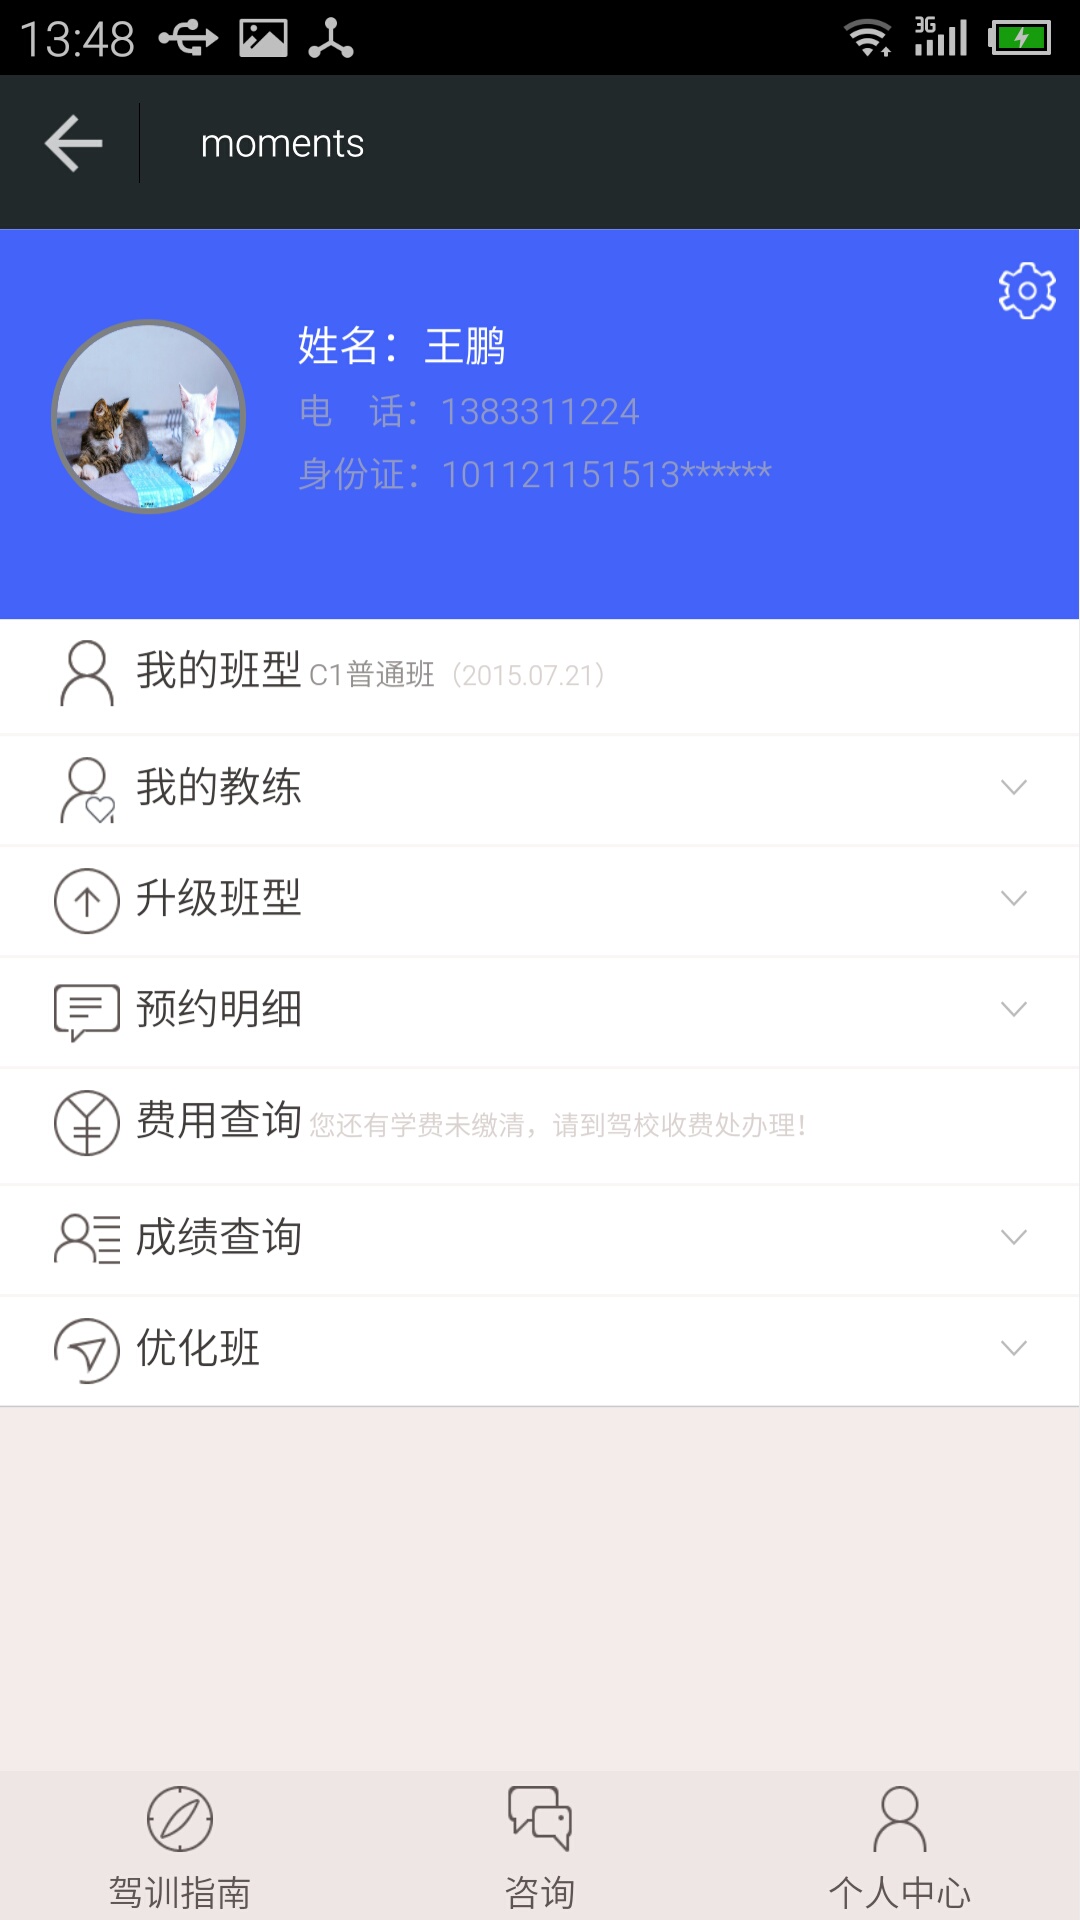 13:48 3G
moments
姓名：王鹏
电　话：1383311224
身份证：101121151513******
我的班型 C1普通班（2015.07.21）
我的教练
升级班型
预约明细
费用查询 您还有学费未缴清，请到驾校收费处办理！
成绩查询
优化班
驾训指南 咨询 个人中心